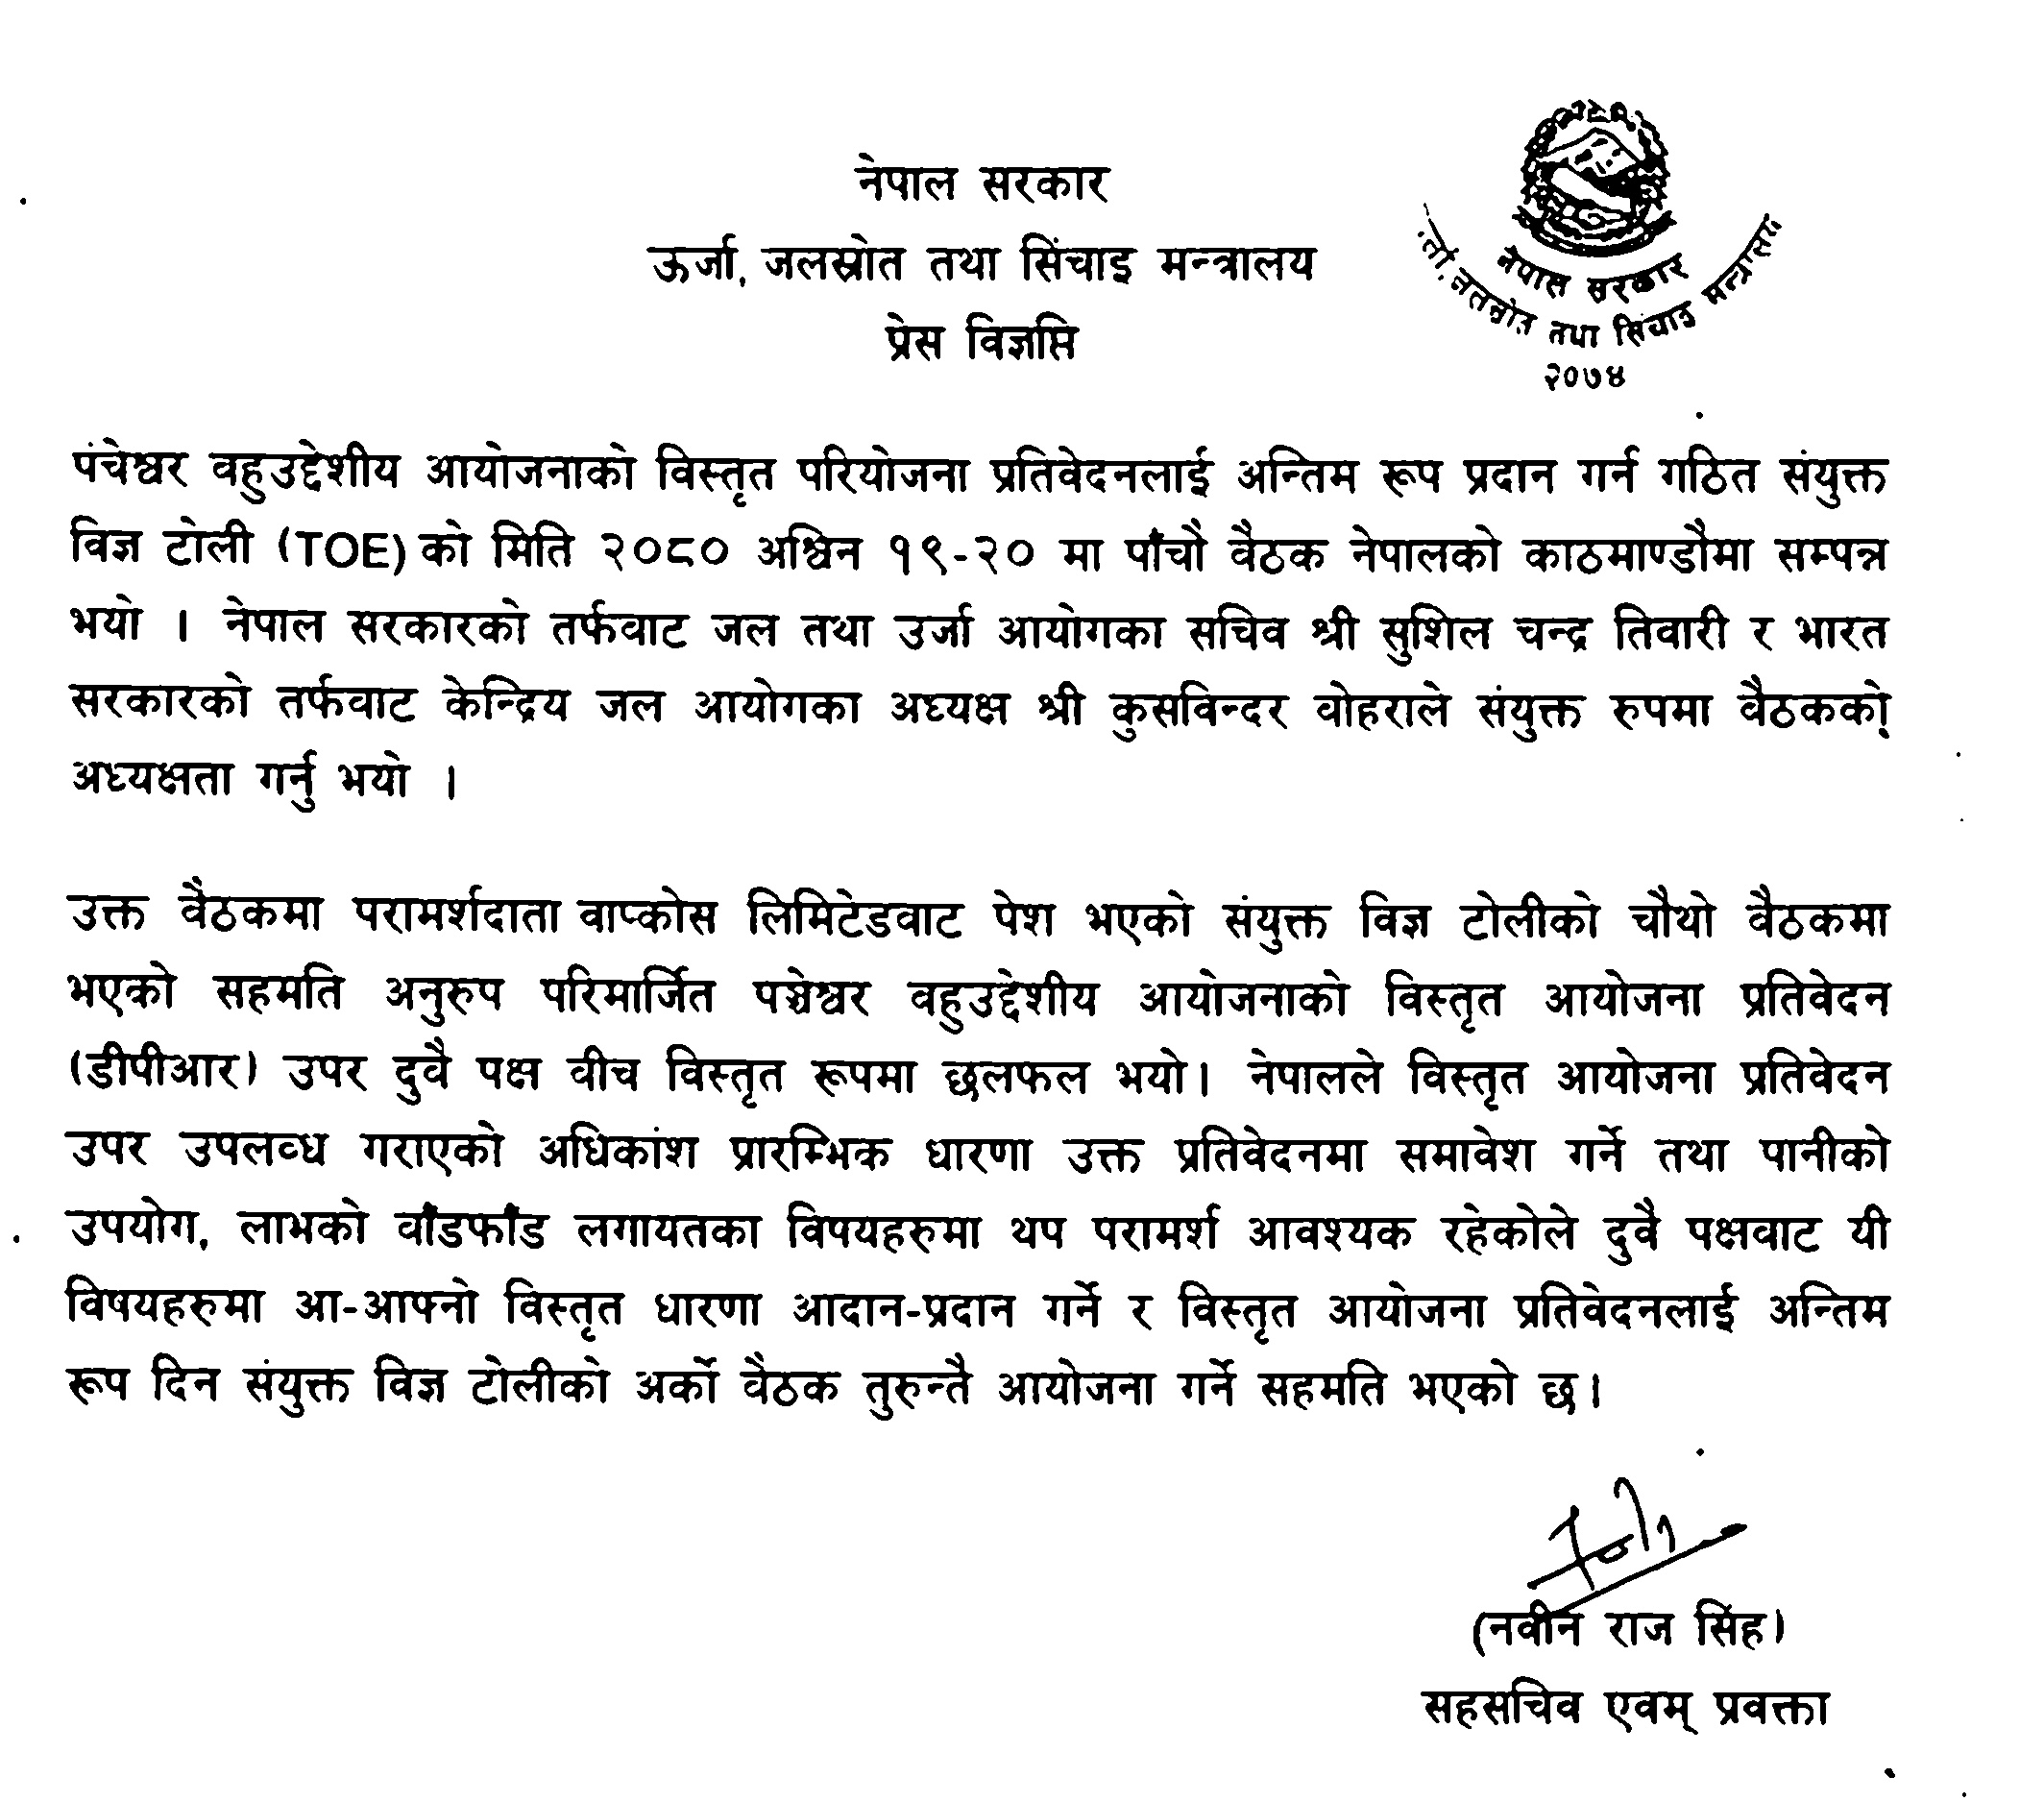 नेपाल सरकार
ऊर्जा, जलस्रोत तथा सिंचाइ मन्त्रालय
प्रेस विज्ञप्ति
नेपाल सरकार
तथा सिंचाइ मन्त्रालय
२०७४
पंचेश्वर वहुउद्देशीय आयोजनाको विस्तृत परियोजना प्रतिवेदनलाई अन्तिम रूप प्रदान गर्न गठित संयुक्त
विज्ञ टोली (TOE) को मिति २०८० अश्विन १९-२० मा पाँचौ वैठक नेपालको काठमाण्डौमा सम्पन्न
भयो । नेपाल सरकारको तर्फवाट जल तथा उर्जा आयोगका सचिव श्री सुशिल चन्द्र तिवारी र भारत
सरकारको तर्फवाट केन्द्रिय जल आयोगका अध्यक्ष श्री कुसविन्दर वोहराले संयुक्त रुपमा वैठकको
अध्यक्षता गर्नु भयो ।
उक्त वैठकमा परामर्शदाता वाप्कोस लिमिटेडवाट पेश भएको संयुक्त विज्ञ टोलीको चौथो वैठकमा
भएको सहमति अनुरुप परिमार्जित पञ्चेश्वर वहुउद्देशीय आयोजनाको विस्तृत आयोजना प्रतिवेदन
(डीपीआर) उपर दुवै पक्ष वीच विस्तृत रूपमा छलफल भयो। नेपालले विस्तृत आयोजना प्रतिवेदन
उपर उपलव्ध गराएको अधिकांश प्रारम्भिक धारणा उक्त प्रतिवेदनमा समावेश गर्ने तथा पानीको
उपयोग, लाभको वाँडफाँड लगायतका विषयहरुमा थप परामर्श आवश्यक रहेकोले दुवै पक्षवाट यी
विषयहरुमा आ-आफ्नो विस्तृत धारणा आदान-प्रदान गर्ने र विस्तृत आयोजना प्रतिवेदनलाई अन्तिम
रूप दिन संयुक्त विज्ञ टोलीको अर्को वैठक तुरुन्तै आयोजना गर्ने सहमति भएको छ।
(नवीन राज सिंह)
सहसचिव एवम् प्रवक्ता